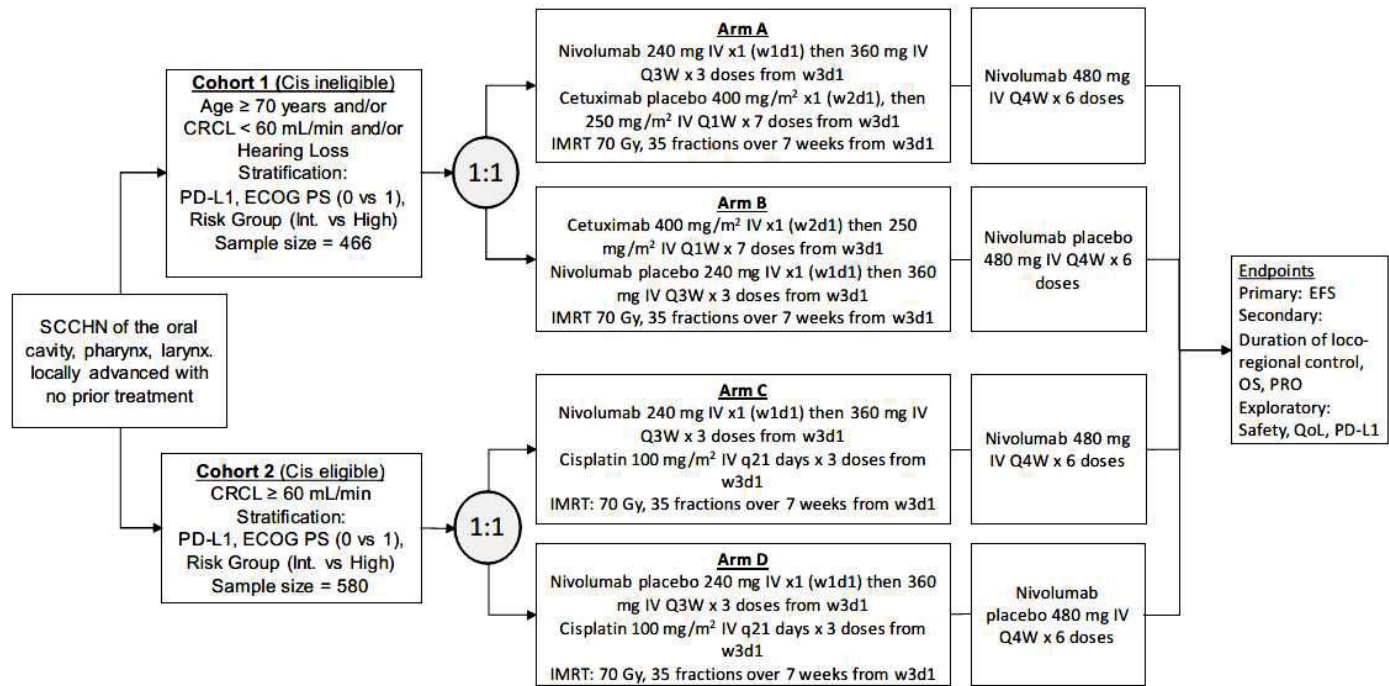 SCCHN of the oral
cavity, pharynx, larynx.
locally advanced with
no prior treatment
Cohort 1 (Cis ineligible)
Age ≥ 70 years and/or
CRCL < 60 mL/min and/or
Hearing Loss
Stratification:
PD-L1, ECOG PS (0 vs 1),
Risk Group (Int. vs High)
Sample size = 466
1:1
Arm A
Nivolumab 240 mg IV x1 (w1d1) then 360 mg IV
Q3W x 3 doses from w3d1
Cetuximab placebo 400 mg/m² x1 (w2d1), then
250 mg/m² IV Q1W x 7 doses from w3d1
IMRT 70 Gy, 35 fractions over 7 weeks from w3d1
Nivolumab 480 mg
IV Q4W x 6 doses
Arm B
Cetuximab 400 mg/m² IV x1 (w2d1) then 250
mg/m² IV Q1W x 7 doses from w3d1
Nivolumab placebo 240 mg IV x1 (w1d1) then 360
mg IV Q3W x 3 doses from w3d1
IMRT 70 Gy, 35 fractions over 7 weeks from w3d1
Nivolumab placebo
480 mg IV Q4W x 6
doses
Cohort 2 (Cis eligible)
CRCL ≥ 60 mL/min
Stratification:
PD-L1, ECOG PS (0 vs 1),
Risk Group (Int. vs High)
Sample size = 580
1:1
Arm C
Nivolumab 240 mg IV x1 (w1d1) then 360 mg IV
Q3W x 3 doses from w3d1
Cisplatin 100 mg/m² IV q21 days x 3 doses from
w3d1
IMRT: 70 Gy, 35 fractions over 7 weeks from w3d1
Nivolumab 480 mg
IV Q4W x 6 doses
Arm D
Nivolumab placebo 240 mg IV x1 (w1d1) then 360
mg IV Q3W x 3 doses from w3d1
Cisplatin 100 mg/m² IV q21 days x 3 doses from
w3d1
IMRT: 70 Gy, 35 fractions over 7 weeks from w3d1
Nivolumab
placebo 480 mg IV
Q4W x 6 doses
Endpoints
Primary: EFS
Secondary:
Duration of loco-
regional control,
OS, PRO
Exploratory:
Safety, QoL, PD-L1